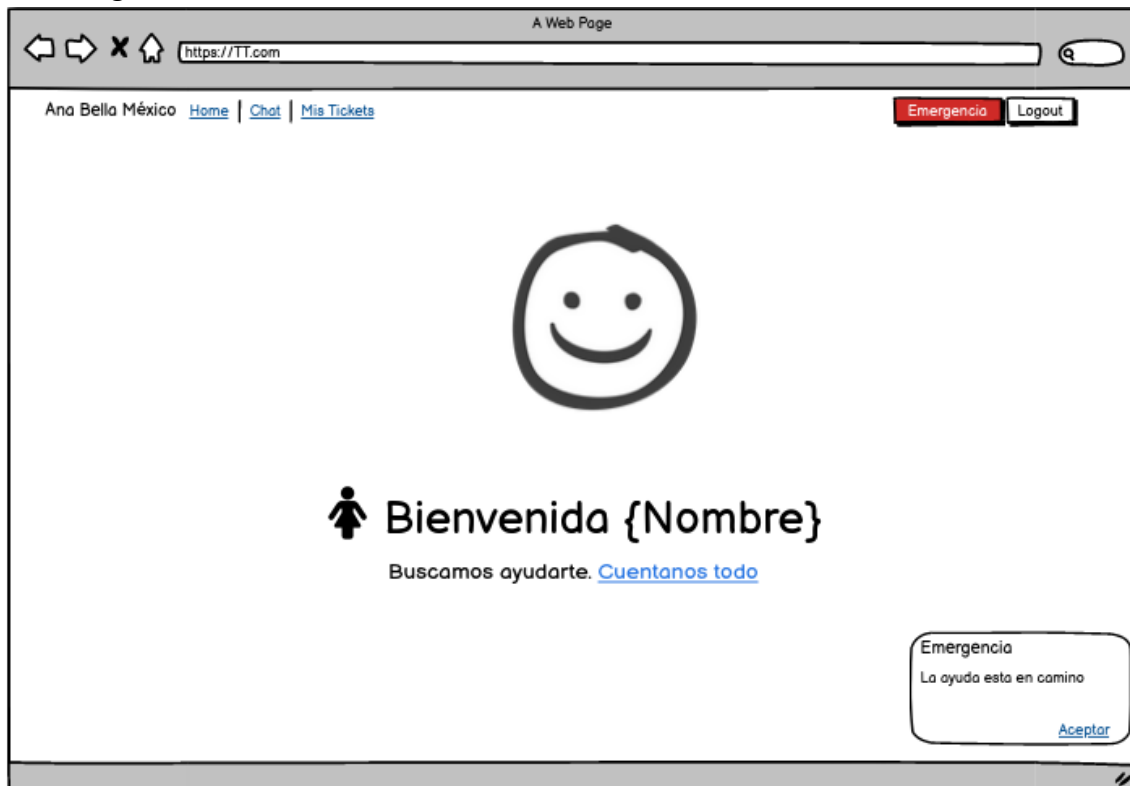 A Web Page
https://TT.com
Ana Bella México Home | Chat | Mis Tickets
Emergencia Logout
Bienvenida {Nombre}
Buscamos ayudarte. Cuentanos todo
Emergencia
La ayuda esta en camino
Aceptar